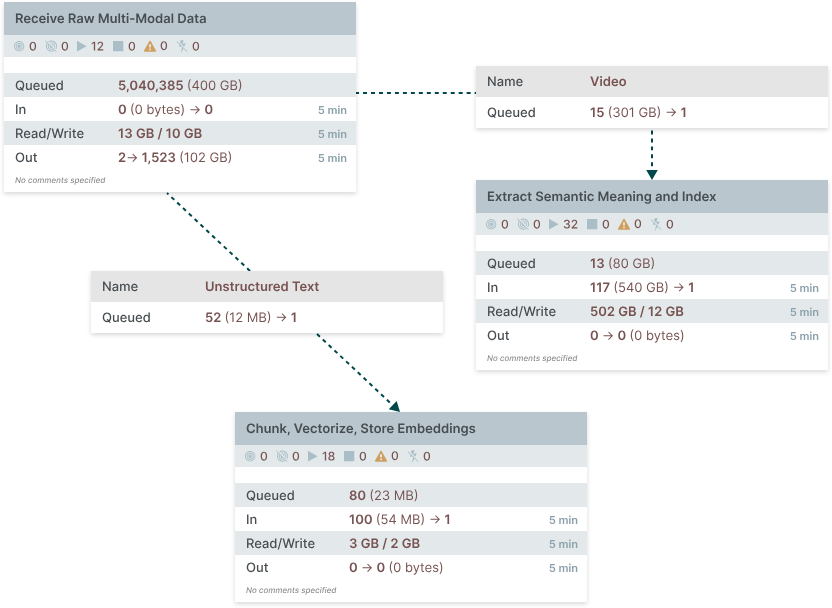 Receive Raw Multi-Modal Data
0 0 12 0 0 0
Queued 5,040,385 (400 GB)
In 0 (0 bytes) → 0 5 min
Read/Write 13 GB / 10 GB 5 min
Out 2→ 1,523 (102 GB) 5 min
No comments specified
Name Video
Queued 15 (301 GB) → 1
Extract Semantic Meaning and Index
0 0 32 0 0 0
Queued 13 (80 GB)
In 117 (540 GB) → 1 5 min
Read/Write 502 GB / 12 GB 5 min
Out 0 → 0 (0 bytes) 5 min
No comments specified
Name Unstructured Text
Queued 52 (12 MB) → 1
Chunk, Vectorize, Store Embeddings
0 0 18 0 0 0
Queued 80 (23 MB)
In 100 (54 MB) → 1 5 min
Read/Write 3 GB / 2 GB 5 min
Out 0 → 0 (0 bytes) 5 min
No comments specified